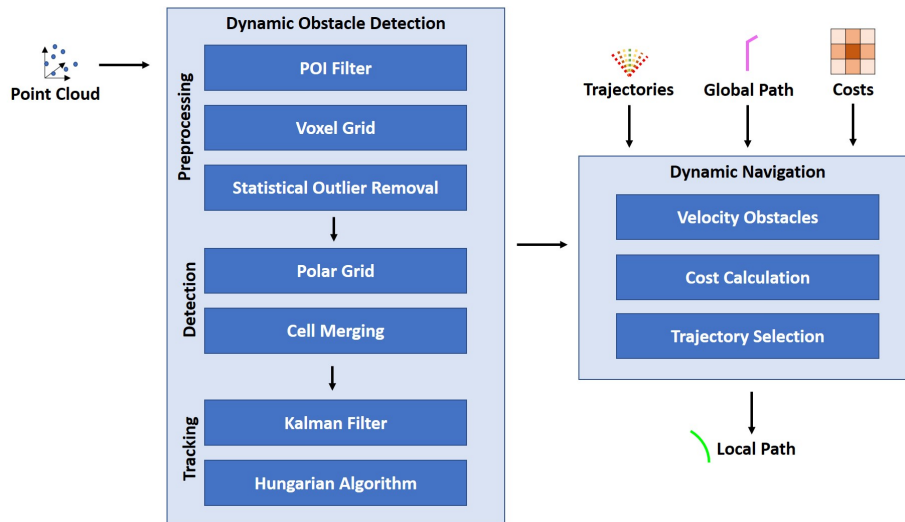 Point Cloud
Dynamic Obstacle Detection
Preprocessing
POI Filter
Voxel Grid
Statistical Outlier Removal
Detection
Polar Grid
Cell Merging
Tracking
Kalman Filter
Hungarian Algorithm
Trajectories
Global Path
Costs
Dynamic Navigation
Velocity Obstacles
Cost Calculation
Trajectory Selection
Local Path